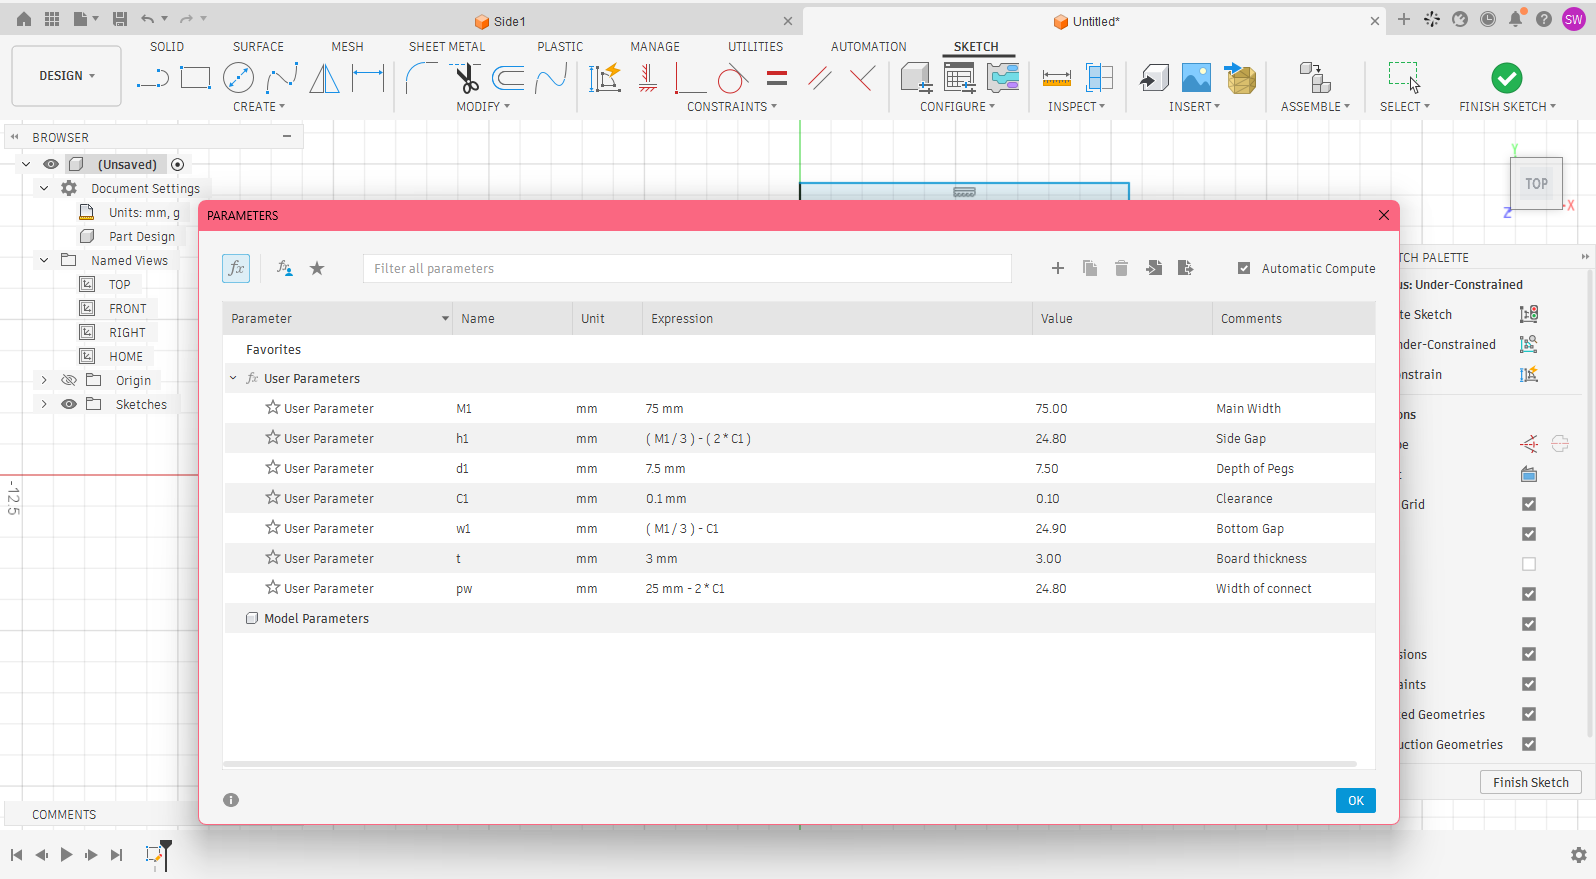 Side1
Untitled*
SW
DESIGN
SOLID
SURFACE
MESH
SHEET METAL
PLASTIC
MANAGE
UTILITIES
AUTOMATION
SKETCH
CREATE
MODIFY
CONSTRAINTS
CONFIGURE
INSPECT
INSERT
ASSEMBLE
SELECT
FINISH SKETCH
BROWSER
(Unsaved)
Document Settings
Units: mm, g
Part Design
Named Views
TOP
FRONT
RIGHT
HOME
Origin
Sketches
-12.5
Y
TOP
X
Z
PARAMETERS
fx
Filter all parameters
Automatic Compute
Parameter Name Unit Expression Value Comments
Favorites
fx User Parameters
User Parameter M1 mm 75 mm 75.00 Main Width
User Parameter h1 mm ( M1 / 3 ) - ( 2 * C1 ) 24.80 Side Gap
User Parameter d1 mm 7.5 mm 7.50 Depth of Pegs
User Parameter C1 mm 0.1 mm 0.10 Clearance
User Parameter w1 mm ( M1 / 3 ) - C1 24.90 Bottom Gap
User Parameter t mm 3 mm 3.00 Board thickness
User Parameter pw mm 25 mm - 2 * C1 24.80 Width of connect
Model Parameters
OK
TCH PALETTE
us: Under-Constrained
te Sketch
nder-Constrained
nstrain
ons
pe
t
Grid
sions
aints
ted Geometries
uction Geometries
Finish Sketch
COMMENTS